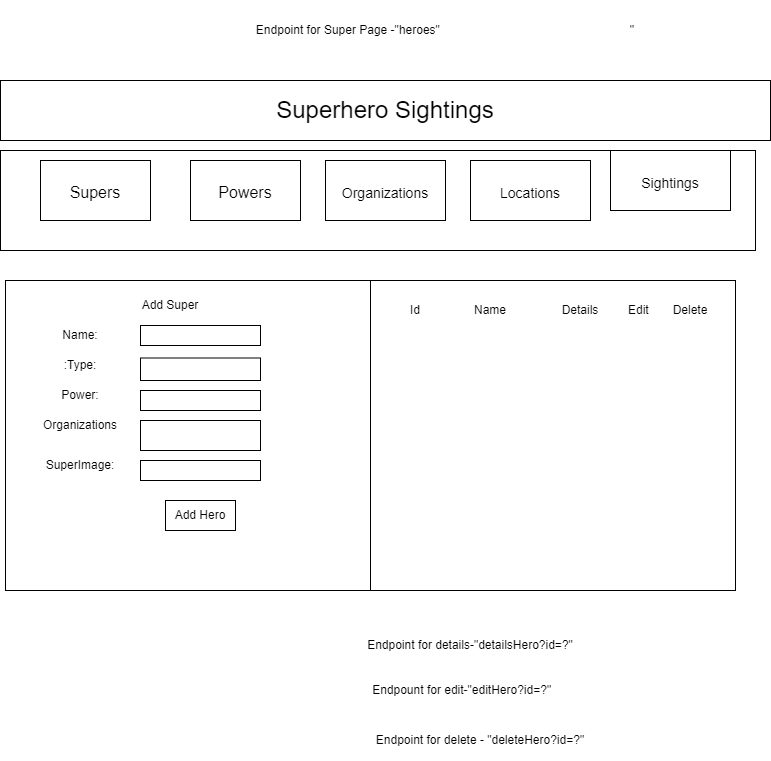 Endpoint for Super Page -"heroes"
"
Superhero Sightings
Supers
Powers
Organizations
Locations
Sightings
Add Super
Name:
:Type:
Power:
Organizations
SuperImage:
Add Hero
Id Name Details Edit Delete
Endpoint for details-"detailsHero?id=?"
Endpount for edit-"editHero?id=?"
Endpoint for delete - "deleteHero?id=?"